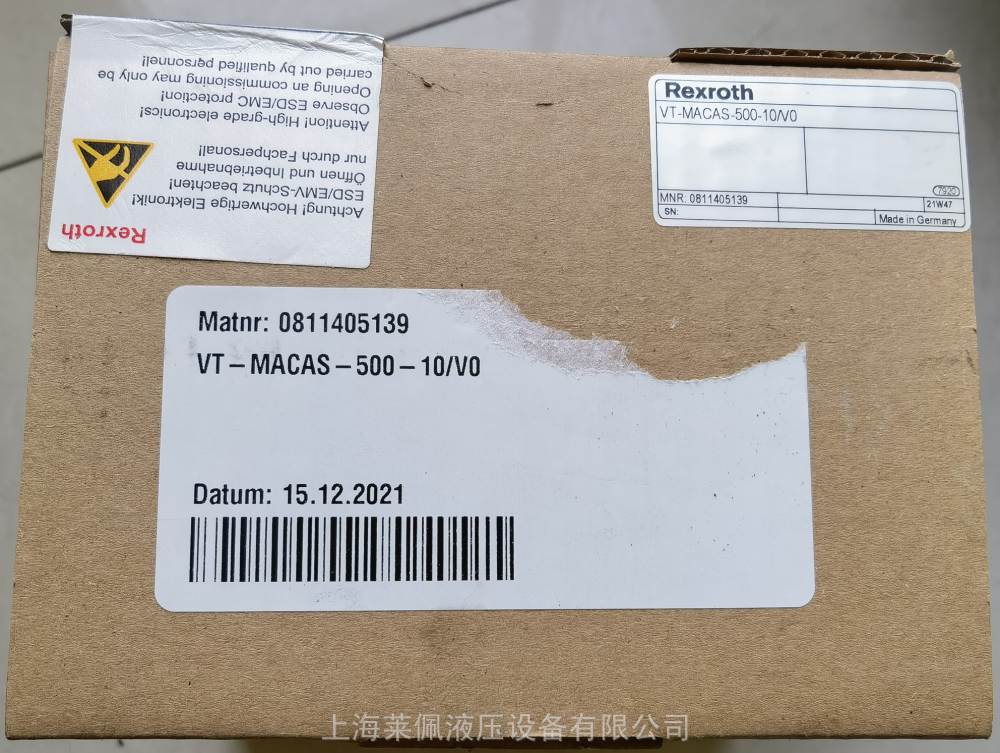 Achtung! Hochwertige Elektronik!
ESD/EMV-Schutz beachten!
Öffnen und Inbetriebnahme
nur durch Fachpersonal!
Attention! High-grade electronics!
Observe ESD/EMC protection!
Opening an commissioning may only be
carried out by qualified personnel!
Rexroth
Rexroth
VT-MACAS-500-10/V0
7920
MNR: 0811405139
21W47
SN:
Made in Germany
Matnr: 0811405139
VT – MACAS – 500 – 10/V0
Datum: 15.12.2021
上海莱佩液压设备有限公司